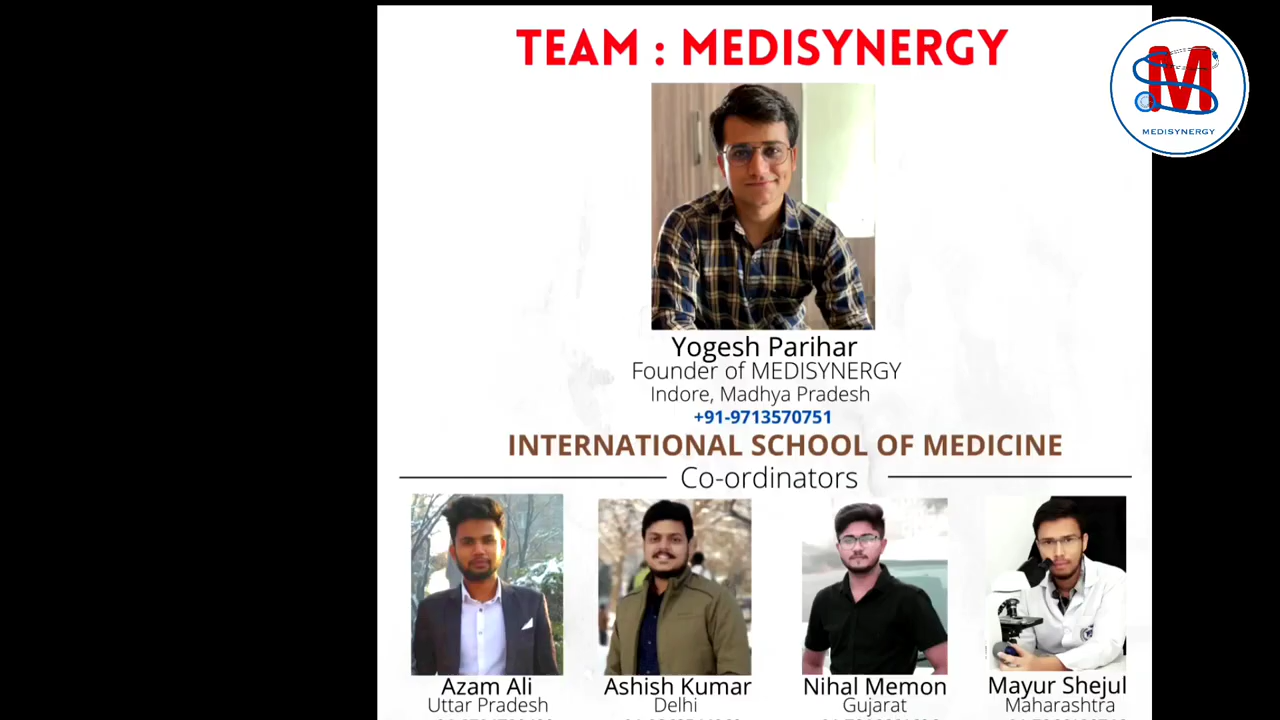 TEAM : MEDISYNERGY
M
MEDISYNERGY
Yogesh Parihar
Founder of MEDISYNERGY
Indore, Madhya Pradesh
+91-9713570751
INTERNATIONAL SCHOOL OF MEDICINE
Co-ordinators
Azam Ali
Uttar Pradesh
Ashish Kumar
Delhi
Nihal Memon
Gujarat
Mayur Shejul
Maharashtra